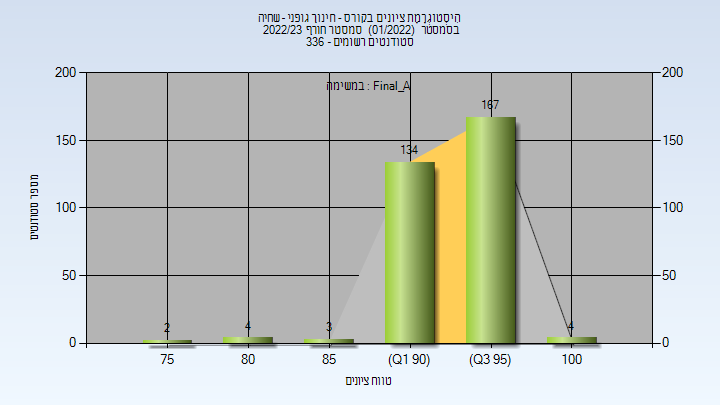 היסטוגרמת ציונים בקורס - חינוך גופני - שחיה
בסמסטר (01/2022) סמסטר חורף 2022/23
סטודנטים רשומים - 336
במשימה : Final_A
200
150
100
50
0
מספר סטודנטים
200
150
100
50
0
2
4
3
134
167
4
75
80
85
(Q1 90)
(Q3 95)
100
טווח ציונים